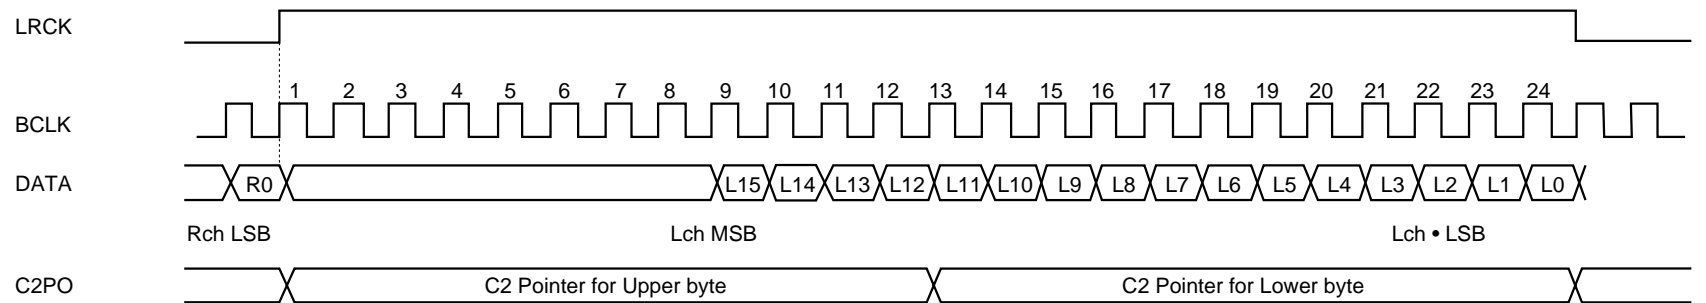 LRCK
1 2 3 4 5 6 7 8 9 10 11 12 13 14 15 16 17 18 19 20 21 22 23 24
BCLK
DATA R0 L15 L14 L13 L12 L11 L10 L9 L8 L7 L6 L5 L4 L3 L2 L1 L0
Rch LSB Lch MSB Lch • LSB
C2PO C2 Pointer for Upper byte C2 Pointer for Lower byte